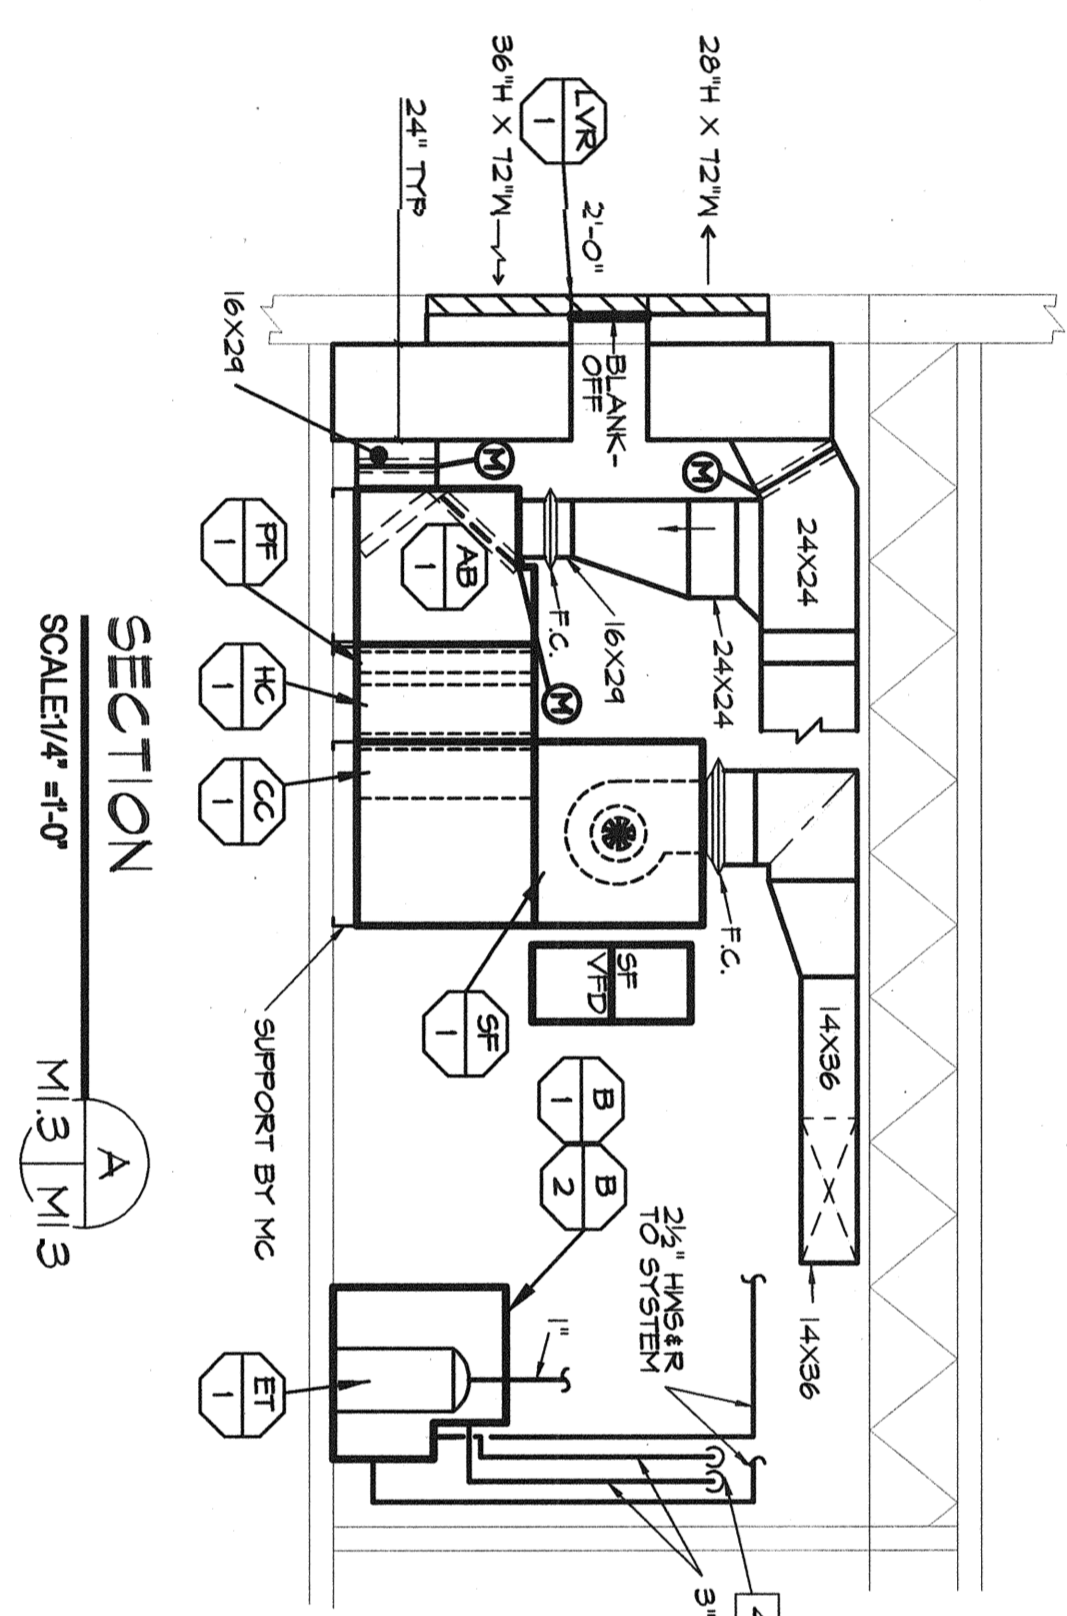 28"H X 72"W
LVR
1
2'-0"
36"H X 72"W
24" TYP
16X29
BLANK-
OFF
M
M
24X24
24X24
16X29
F.C.
AB
1
M
PF
1
HC
1
CC
1
F.C.
SF
VFD
SF
1
14X36
14X36
SUPPORT BY MC
B
1
B
2
2½" HWS&R
TO SYSTEM
1"
ET
1
3"
SECTION
SCALE:1/4" =1'-0"
A
M1.3
M1.3